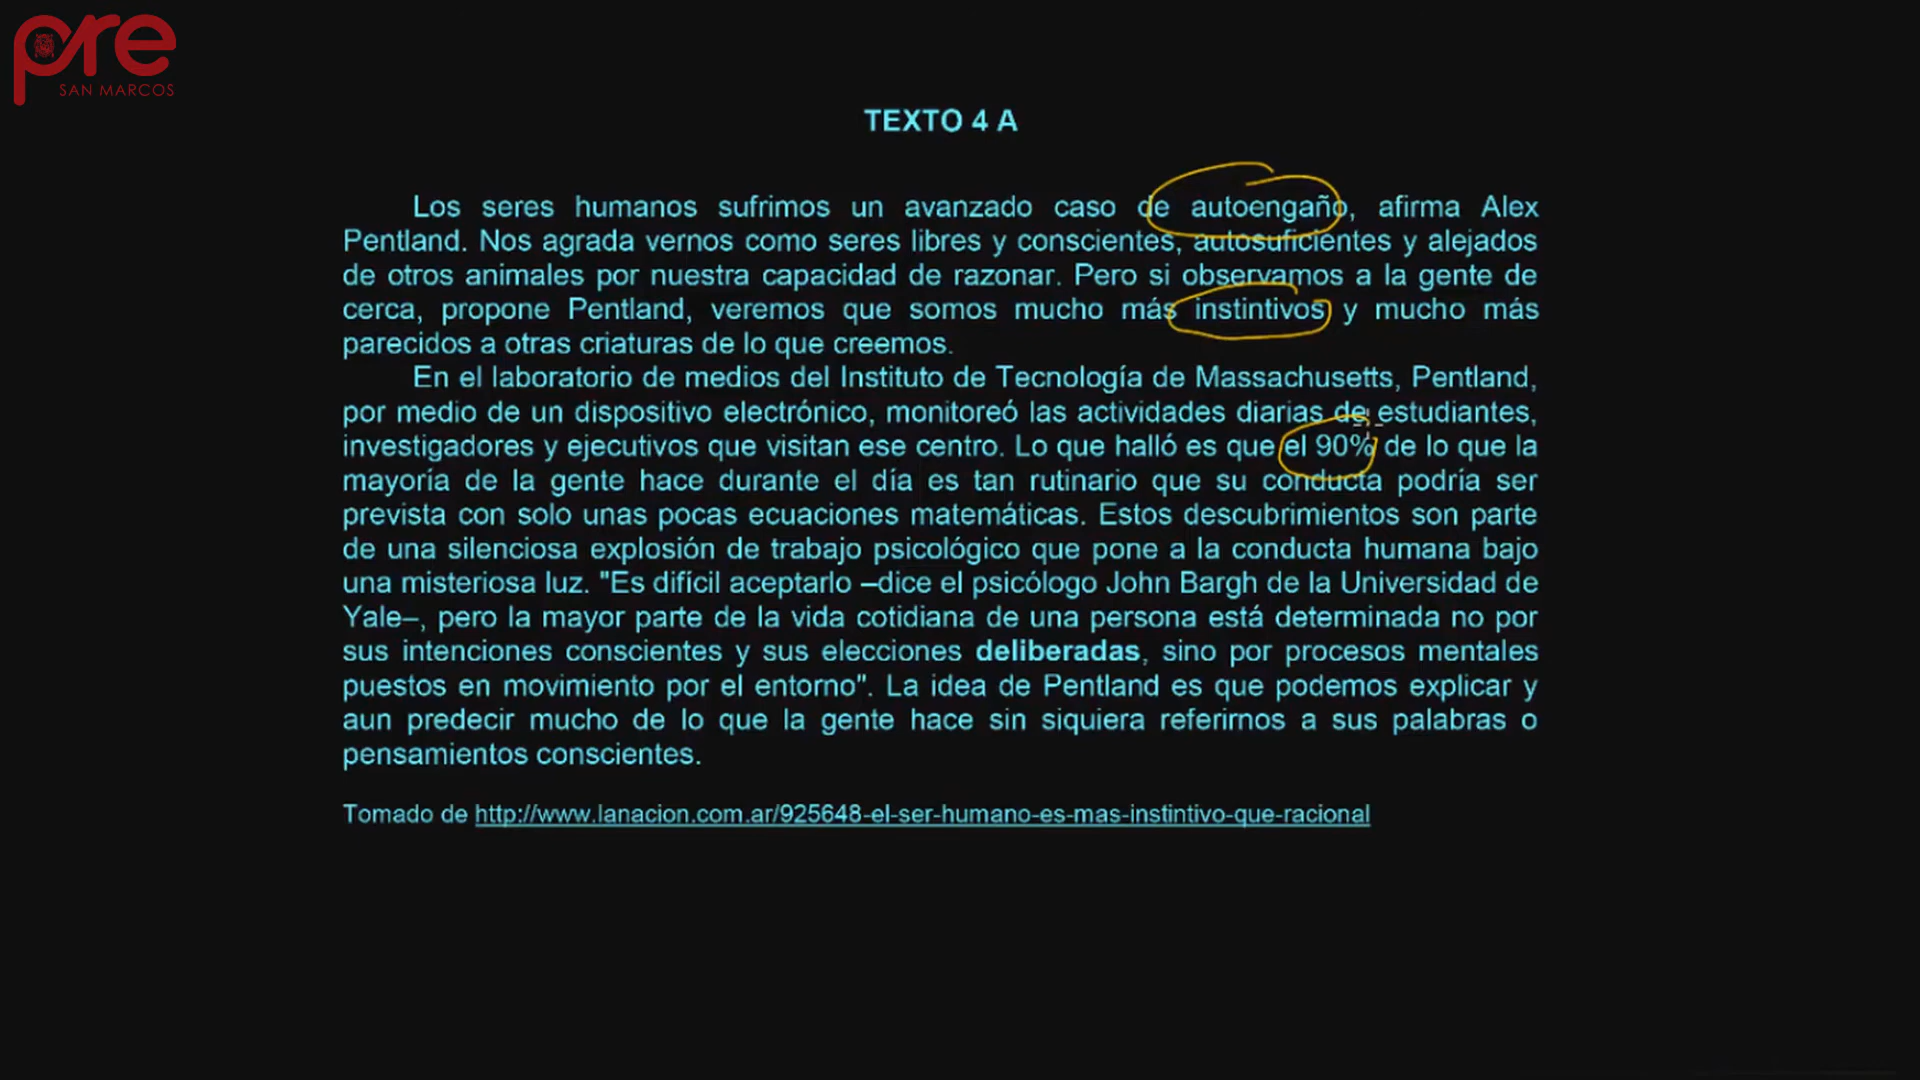 pre
SAN MARCOS
TEXTO 4 A
Los seres humanos sufrimos un avanzado caso de autoengaño, afirma Alex
Pentland. Nos agrada vernos como seres libres y conscientes, autosuficientes y alejados
de otros animales por nuestra capacidad de razonar. Pero si observamos a la gente de
cerca, propone Pentland, veremos que somos mucho más instintivos y mucho más
parecidos a otras criaturas de lo que creemos.
En el laboratorio de medios del Instituto de Tecnología de Massachusetts, Pentland,
por medio de un dispositivo electrónico, monitoreó las actividades diarias de estudiantes,
investigadores y ejecutivos que visitan ese centro. Lo que halló es que el 90% de lo que la
mayoría de la gente hace durante el día es tan rutinario que su conducta podría ser
prevista con solo unas pocas ecuaciones matemáticas. Estos descubrimientos son parte
de una silenciosa explosión de trabajo psicológico que pone a la conducta humana bajo
una misteriosa luz. "Es difícil aceptarlo –dice el psicólogo John Bargh de la Universidad de
Yale–, pero la mayor parte de la vida cotidiana de una persona está determinada no por
sus intenciones conscientes y sus elecciones deliberadas, sino por procesos mentales
puestos en movimiento por el entorno". La idea de Pentland es que podemos explicar y
aun predecir mucho de lo que la gente hace sin siquiera referirnos a sus palabras o
pensamientos conscientes.
Tomado de http://www.lanacion.com.ar/925648-el-ser-humano-es-mas-instintivo-que-racional